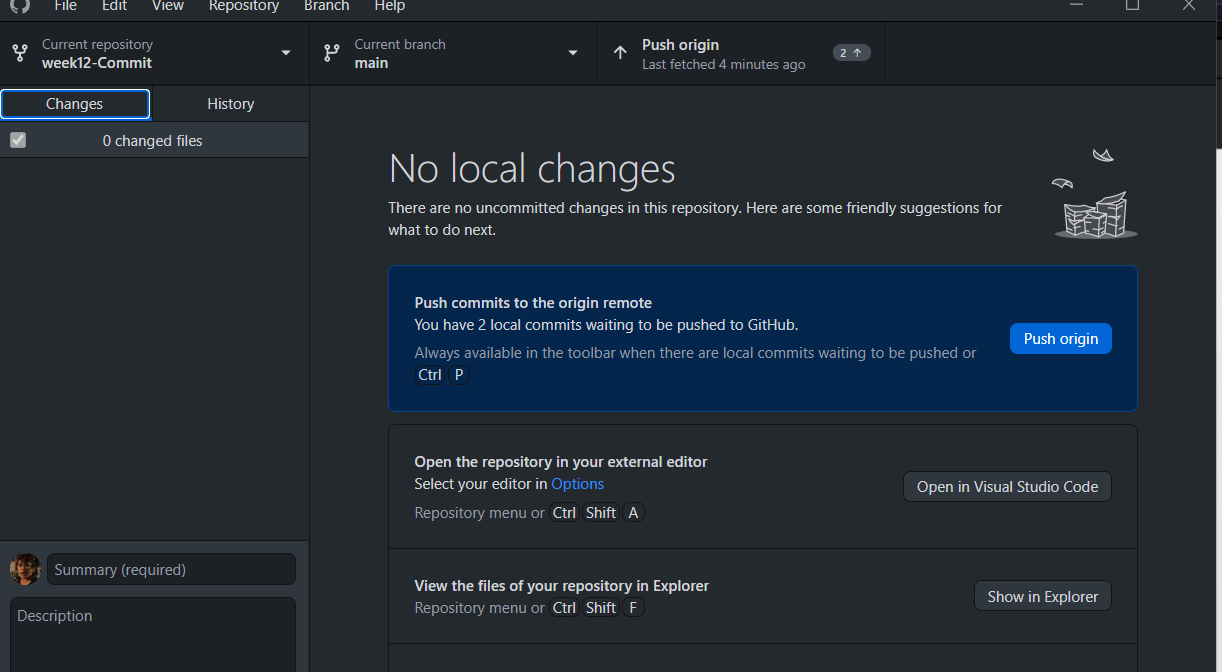 File Edit View Repository Branch Help
Current repository
week12-Commit
Current branch
main
Push origin
Last fetched 4 minutes ago
2
Changes
History
0 changed files
No local changes
There are no uncommitted changes in this repository. Here are some friendly suggestions for
what to do next.
Push commits to the origin remote
You have 2 local commits waiting to be pushed to GitHub.
Always available in the toolbar when there are local commits waiting to be pushed or
Ctrl P
Push origin
Open the repository in your external editor
Select your editor in Options
Repository menu or Ctrl Shift A
Open in Visual Studio Code
View the files of your repository in Explorer
Repository menu or Ctrl Shift F
Show in Explorer
Summary (required)
Description